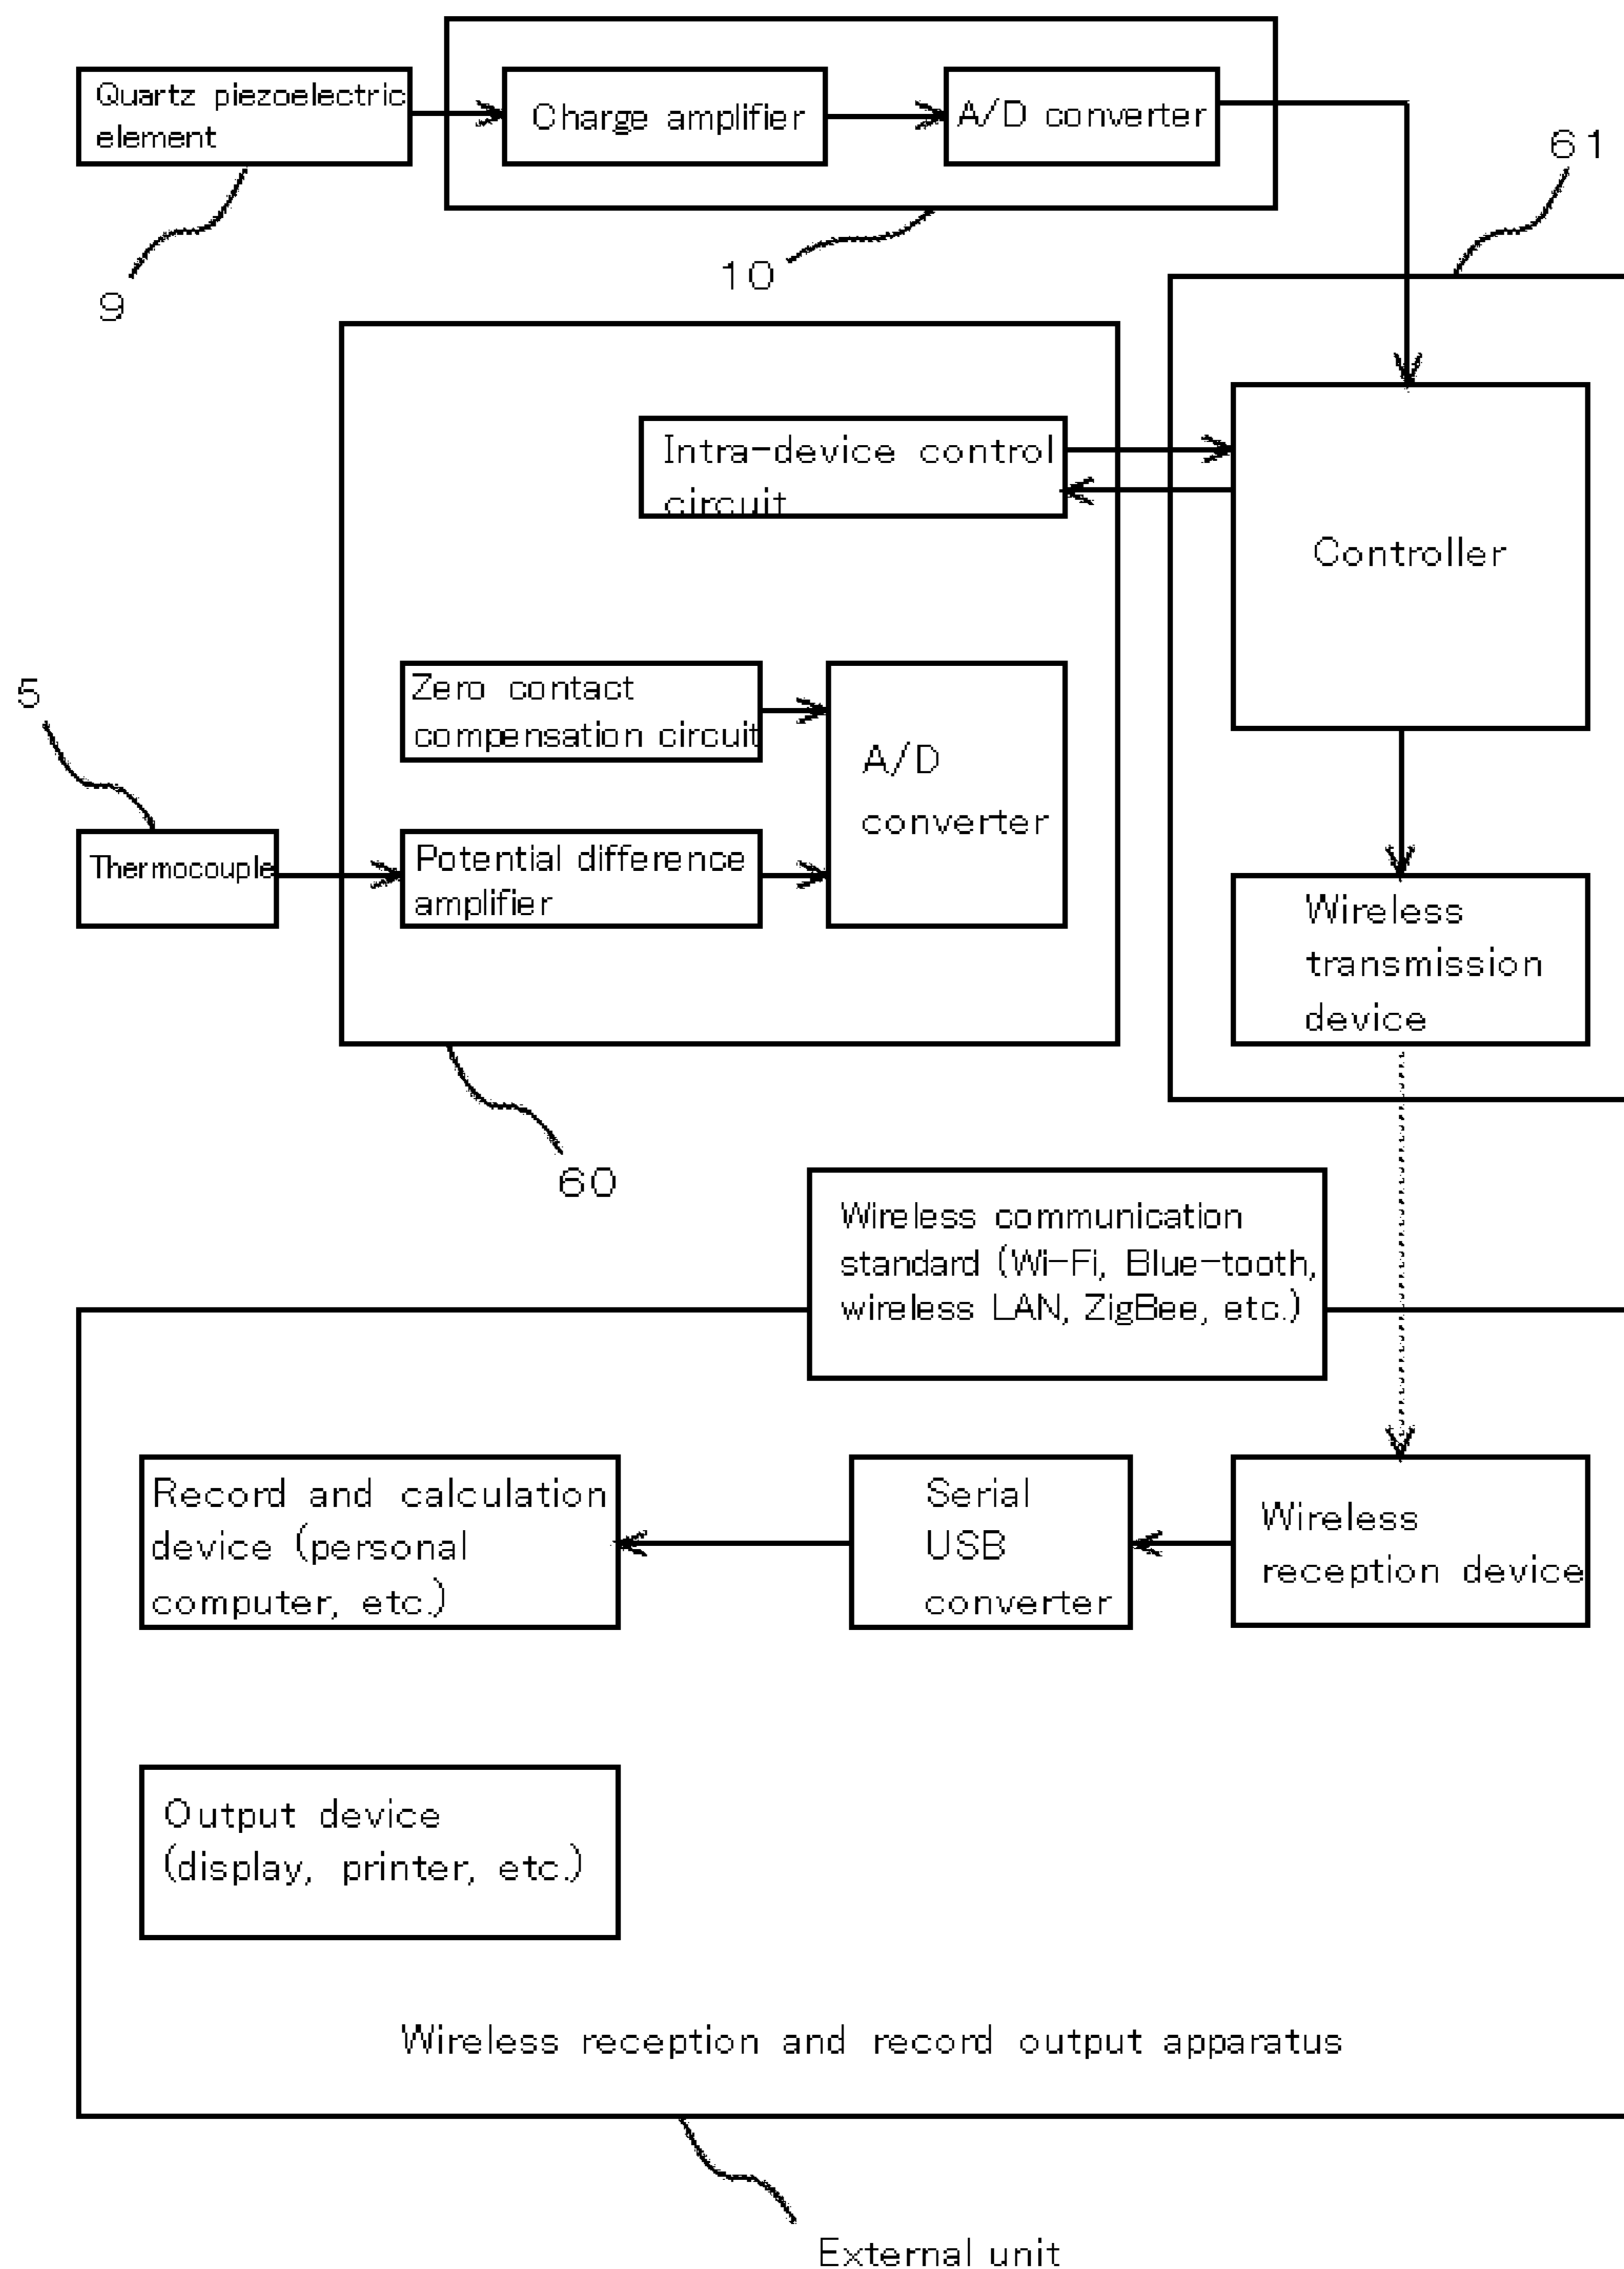 Quartz piezoelectric
element
Charge amplifier
A/D converter
61
10
9
Intra-device control
circuit
Controller
5
Zero contact
compensation circuit
A/D
converter
Thermocouple
Potential difference
amplifier
Wireless
transmission
device
60
Wireless communication
standard (Wi-Fi, Blue-tooth,
wireless LAN, ZigBee, etc.)
Record and calculation
device (personal
computer, etc.)
Serial
USB
converter
Wireless
reception device
Output device
(display, printer, etc.)
Wireless reception and record output apparatus
External unit